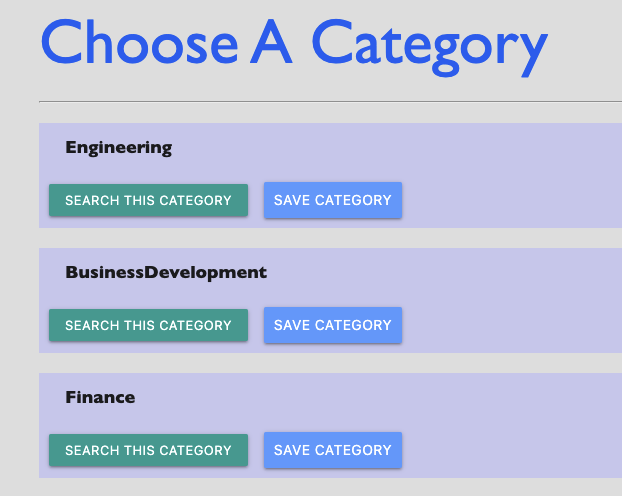 Choose A Category
Engineering
SEARCH THIS CATEGORY SAVE CATEGORY
BusinessDevelopment
SEARCH THIS CATEGORY SAVE CATEGORY
Finance
SEARCH THIS CATEGORY SAVE CATEGORY